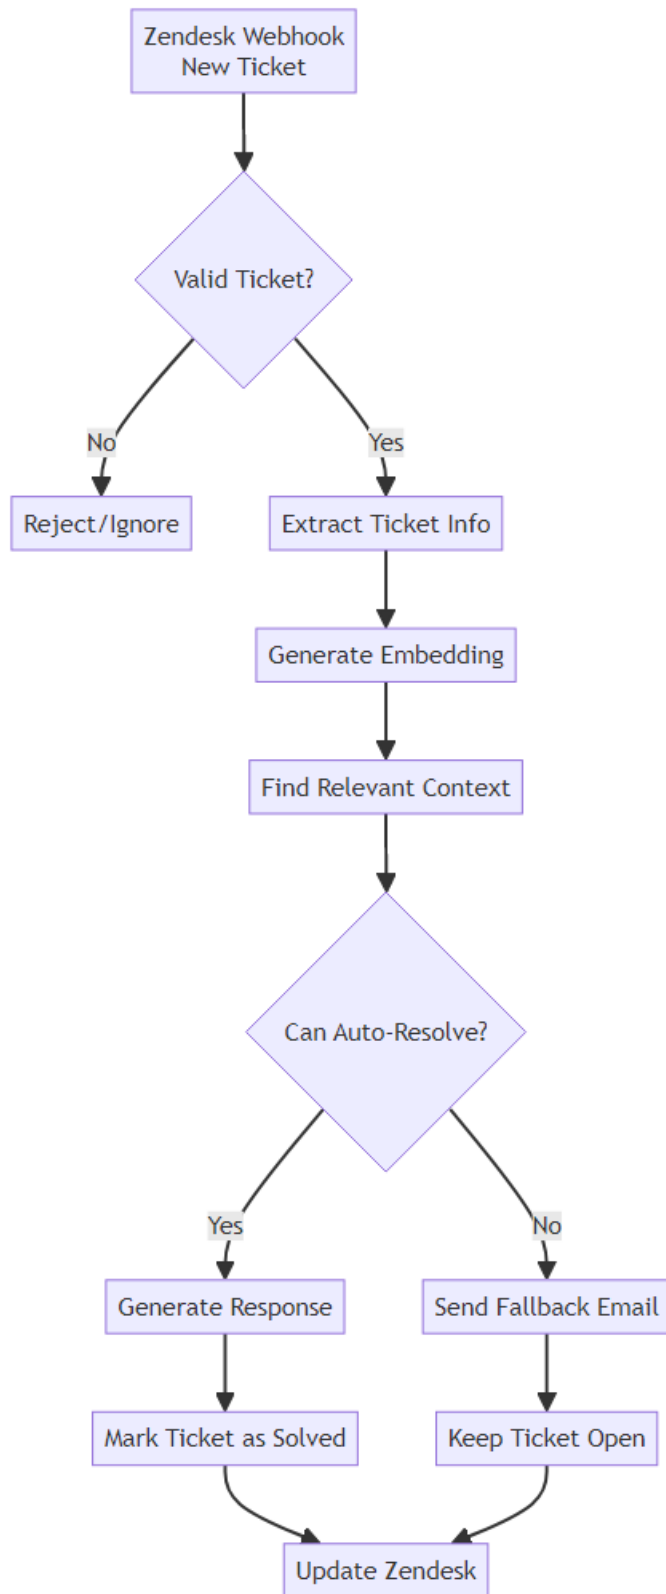 Zendesk Webhook
New Ticket
Valid Ticket?
No
Yes
Reject/Ignore
Extract Ticket Info
Generate Embedding
Find Relevant Context
Can Auto-Resolve?
Yes
No
Generate Response
Send Fallback Email
Mark Ticket as Solved
Keep Ticket Open
Update Zendesk